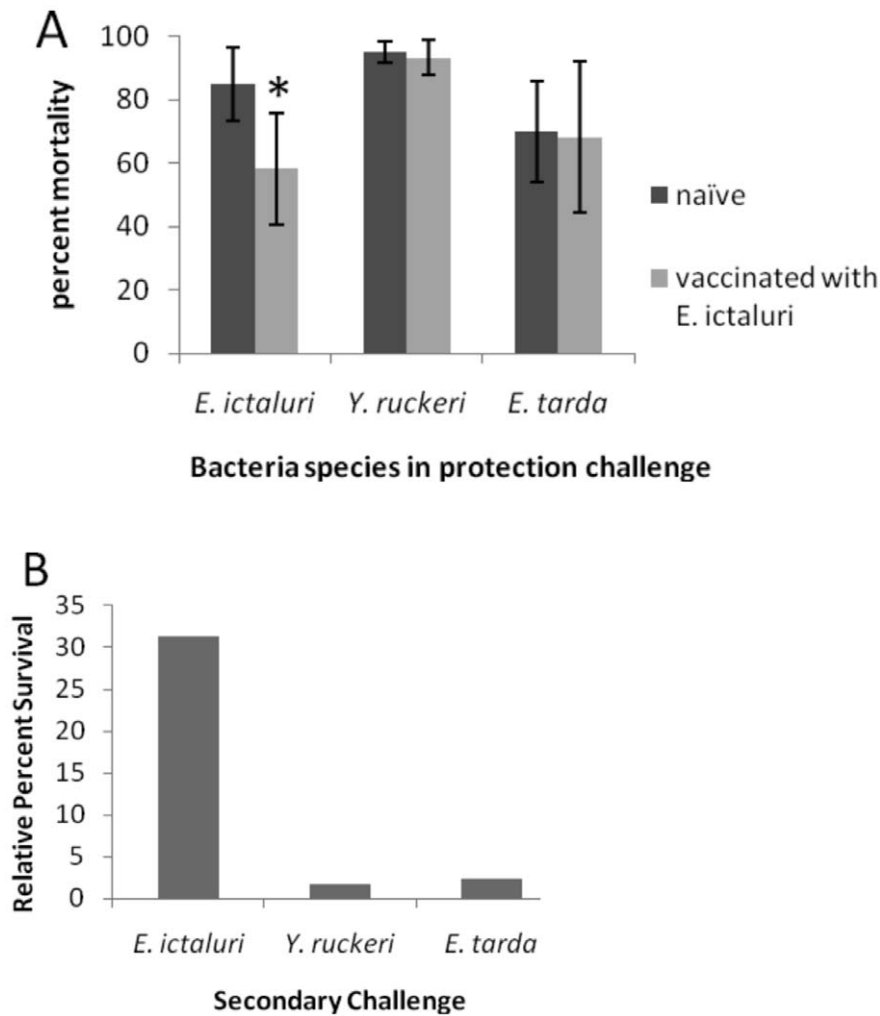 A
100
80
60
40
20
0
percent mortality
*
naïve
vaccinated with
E. ictaluri
E. ictaluri Y. ruckeri E. tarda
Bacteria species in protection challenge
B
35
30
25
20
15
10
5
0
Relative Percent Survival
E. ictaluri Y. ruckeri E. tarda
Secondary Challenge